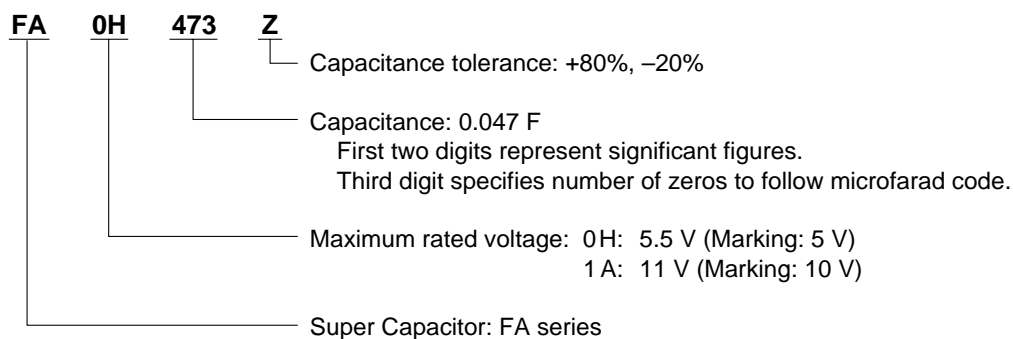 FA 0H 473 Z
Capacitance tolerance: +80%, –20%
Capacitance: 0.047 F
First two digits represent significant figures.
Third digit specifies number of zeros to follow microfarad code.
Maximum rated voltage: 0H: 5.5 V (Marking: 5 V)
1A: 11 V (Marking: 10 V)
Super Capacitor: FA series